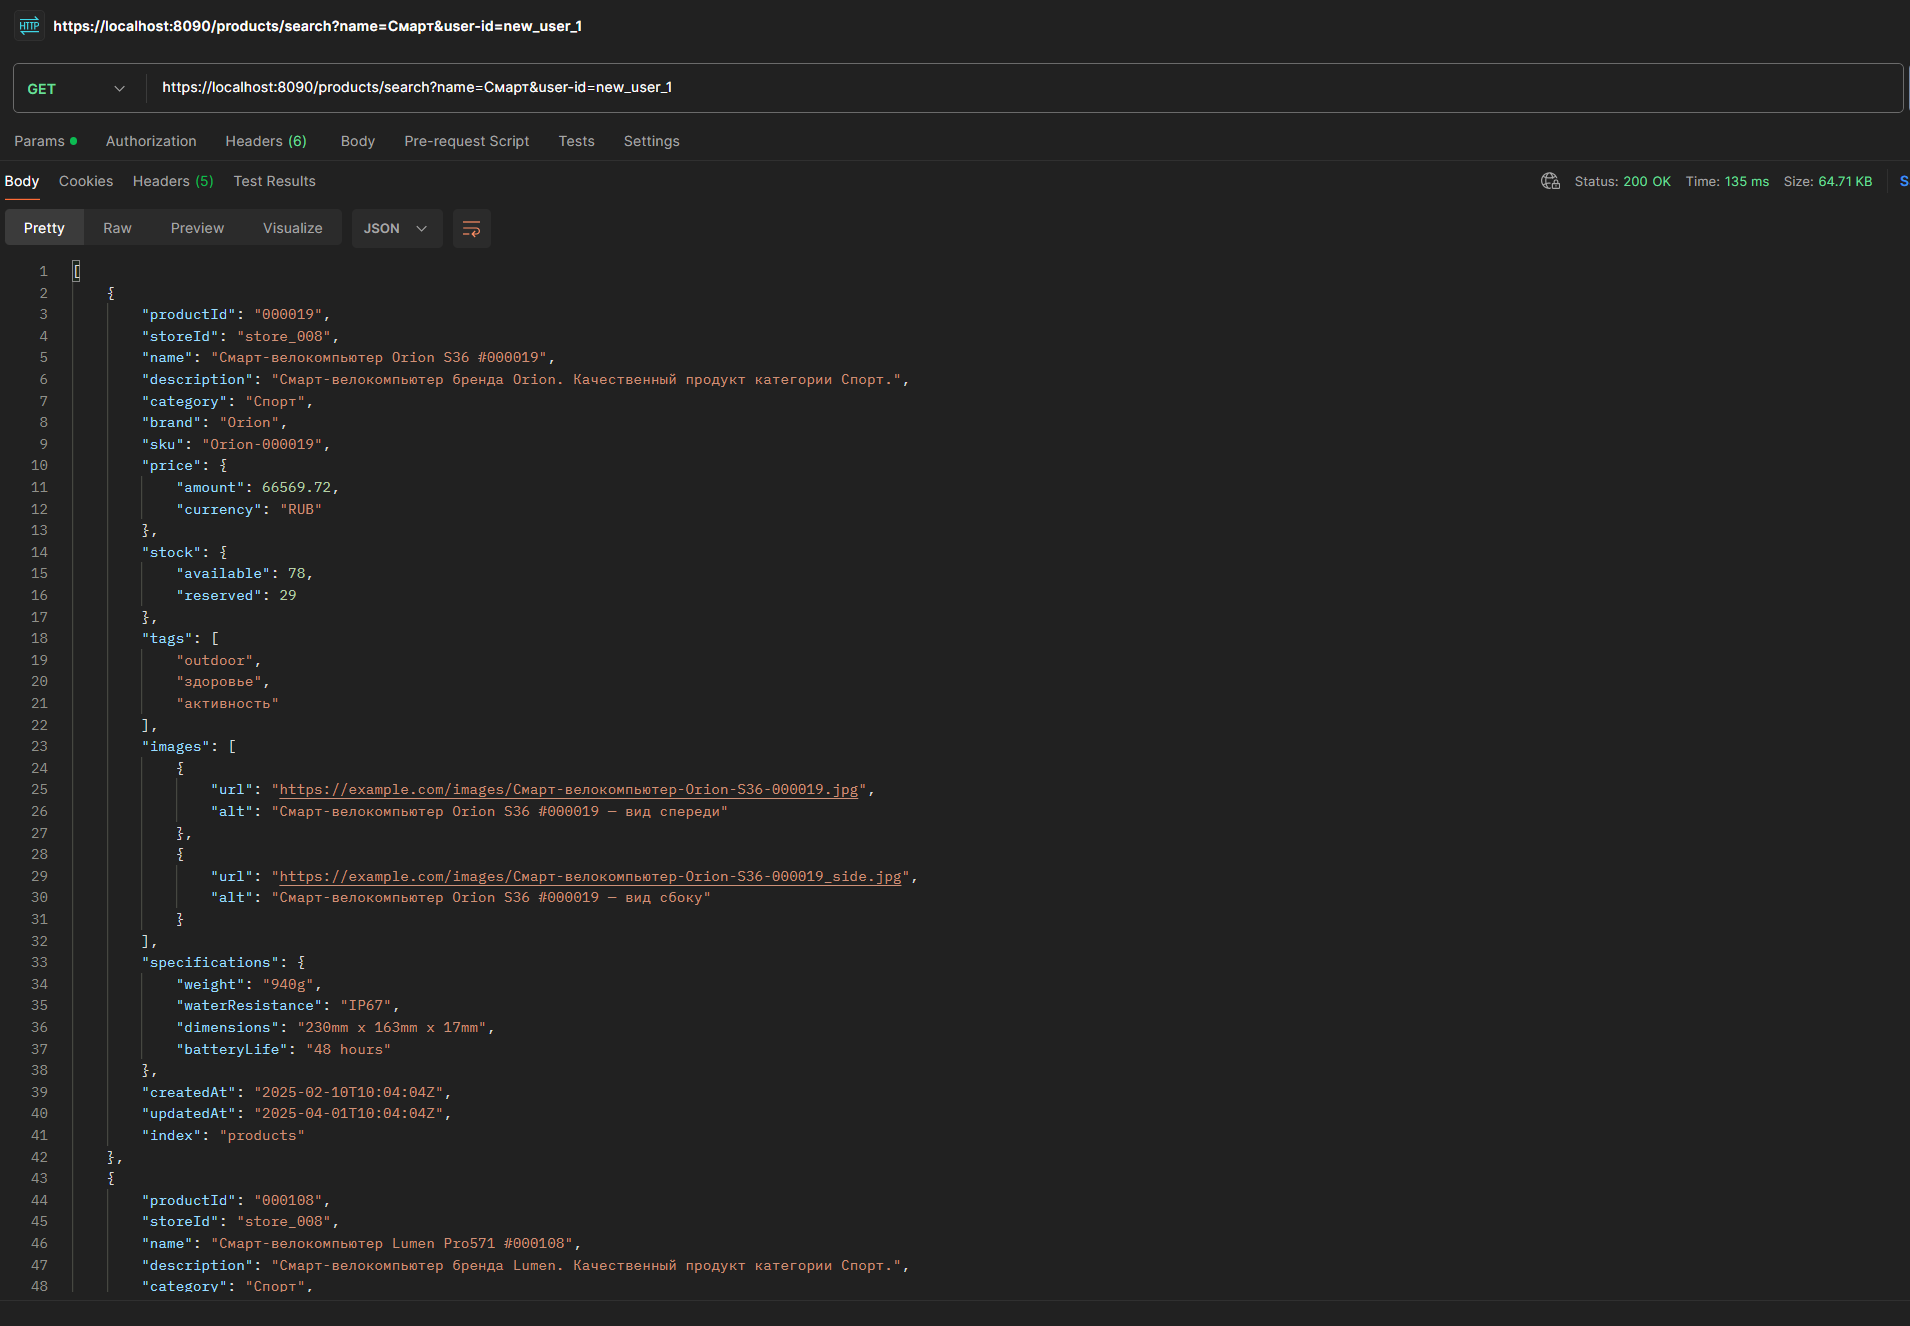 HTTP https://localhost:8090/products/search?name=Смарт&user-id=new_user_1
GET https://localhost:8090/products/search?name=Смарт&user-id=new_user_1
Params Authorization Headers (6) Body Pre-request Script Tests Settings
Body Cookies Headers (5) Test Results Status: 200 OK Time: 135 ms Size: 64.71 KB S
Pretty Raw Preview Visualize JSON
1 [
2 {
3 "productId": "000019",
4 "storeId": "store_008",
5 "name": "Смарт-велокомпьютер Orion S36 #000019",
6 "description": "Смарт-велокомпьютер бренда Orion. Качественный продукт категории Спорт.",
7 "category": "Спорт",
8 "brand": "Orion",
9 "sku": "Orion-000019",
10 "price": {
11 "amount": 66569.72,
12 "currency": "RUB"
13 },
14 "stock": {
15 "available": 78,
16 "reserved": 29
17 },
18 "tags": [
19 "outdoor",
20 "здоровье",
21 "активность"
22 ],
23 "images": [
24 {
25 "url": "https://example.com/images/Смарт-велокомпьютер-Orion-S36-000019.jpg",
26 "alt": "Смарт-велокомпьютер Orion S36 #000019 — вид спереди"
27 },
28 {
29 "url": "https://example.com/images/Смарт-велокомпьютер-Orion-S36-000019_side.jpg",
30 "alt": "Смарт-велокомпьютер Orion S36 #000019 — вид сбоку"
31 }
32 ],
33 "specifications": {
34 "weight": "940g",
35 "waterResistance": "IP67",
36 "dimensions": "230mm x 163mm x 17mm",
37 "batteryLife": "48 hours"
38 },
39 "createdAt": "2025-02-10T10:04:04Z",
40 "updatedAt": "2025-04-01T10:04:04Z",
41 "index": "products"
42 },
43 {
44 "productId": "000108",
45 "storeId": "store_008",
46 "name": "Смарт-велокомпьютер Lumen Pro571 #000108",
47 "description": "Смарт-велокомпьютер бренда Lumen. Качественный продукт категории Спорт.",
48 "category": "Спорт",